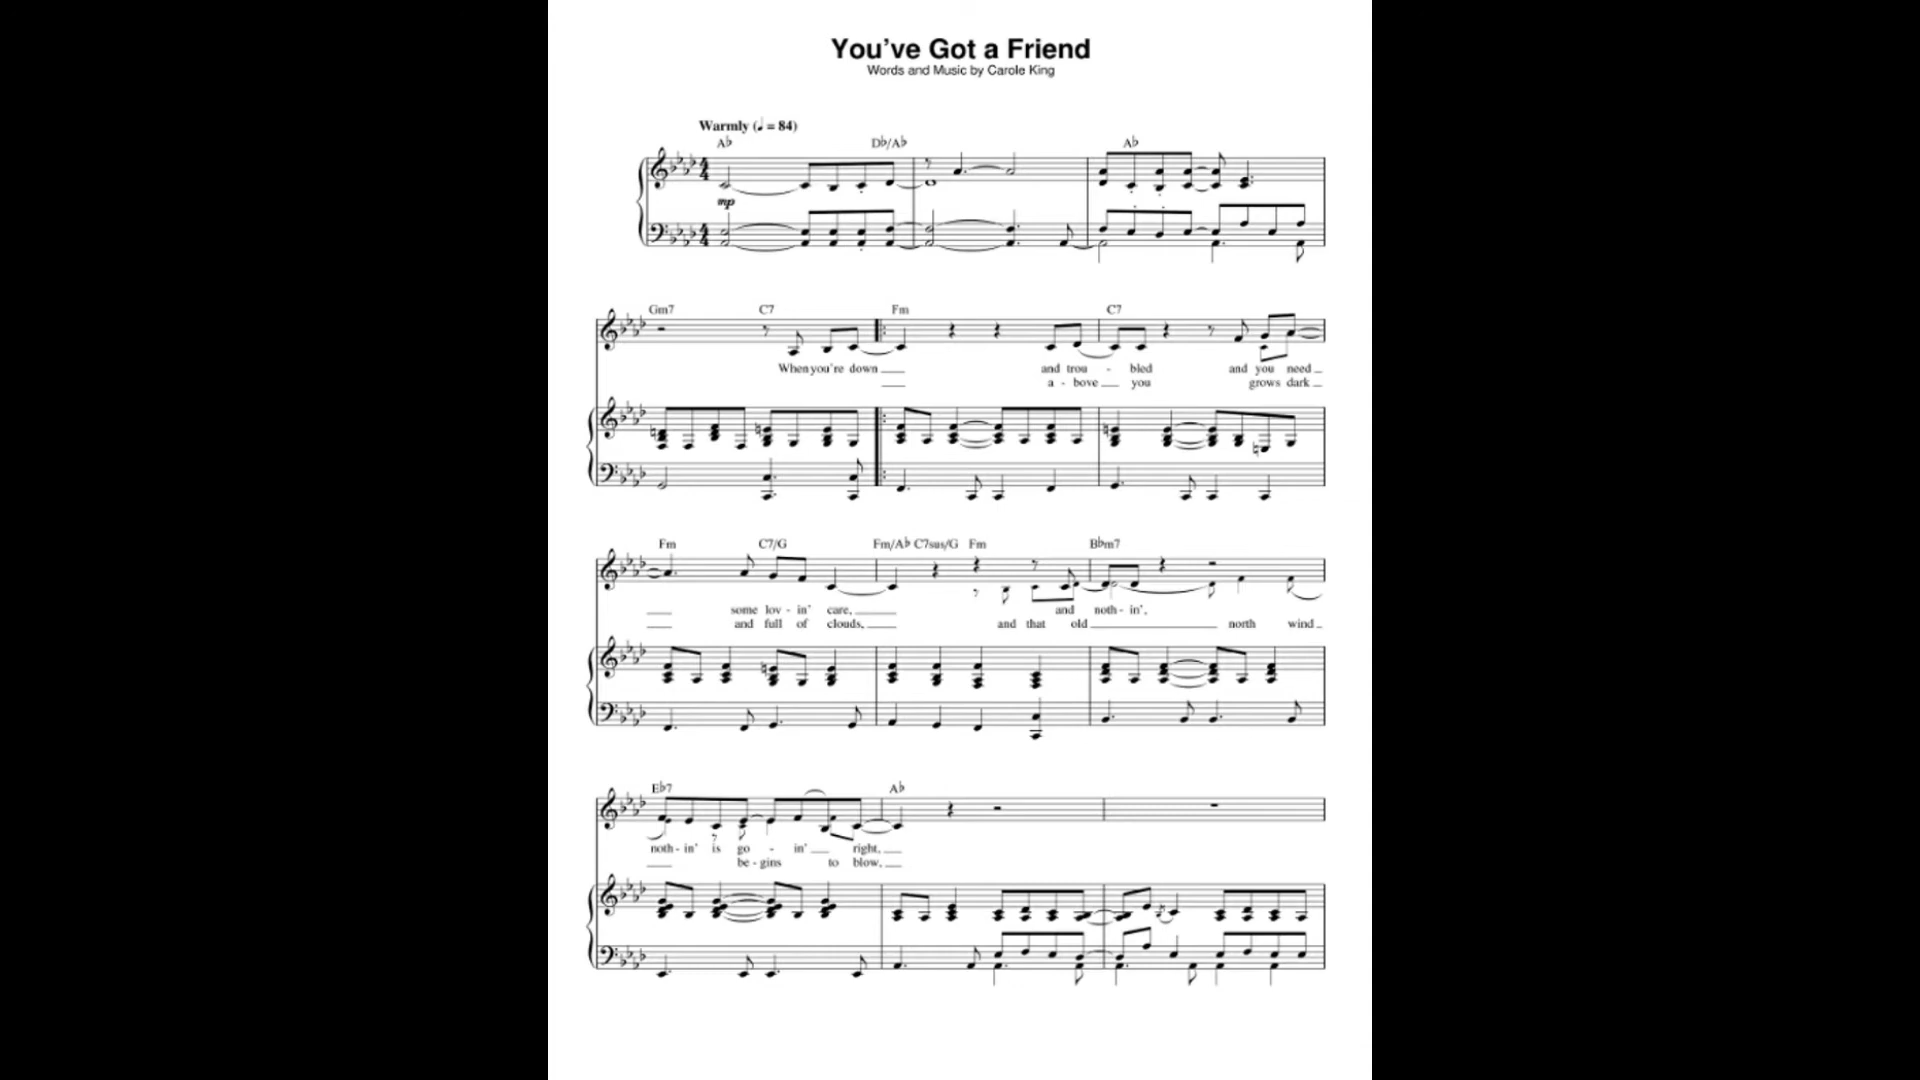 You've Got a Friend
Words and Music by Carole King
Warmly (♩ = 84)
A♭ D♭/A♭ A♭
mp
Gm7 C7 Fm C7
When you're down and trou - bled and you need
a - bove you grows dark
Fm C7/G Fm/A♭ C7sus/G Fm B♭m7
some lov - in' care, and noth - in',
and full of clouds, and that old north wind
E♭7 A♭
noth - in' is go - in' right,
be - gins to blow,